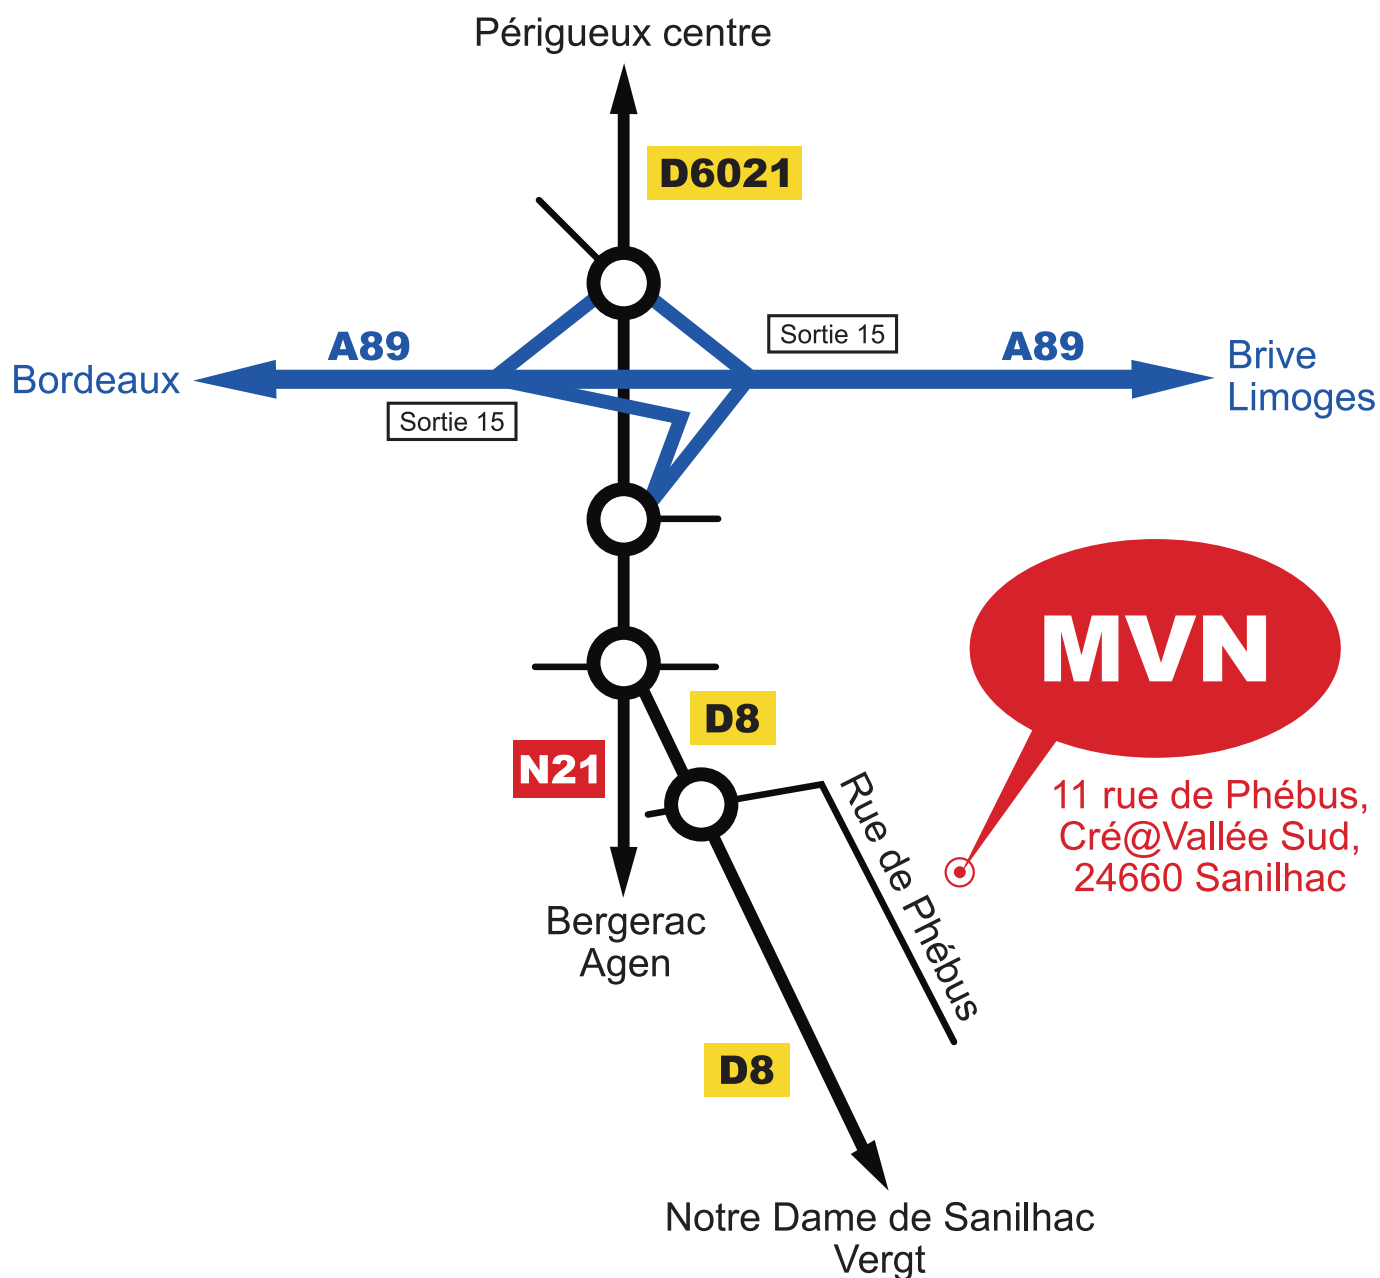 Périgueux centre
D6021
Sortie 15
A89
A89
Bordeaux
Brive
Limoges
Sortie 15
MVN
D8
N21
11 rue de Phébus,
Cré@Vallée Sud,
24660 Sanilhac
Rue de Phébus
Bergerac
Agen
D8
Notre Dame de Sanilhac
Vergt